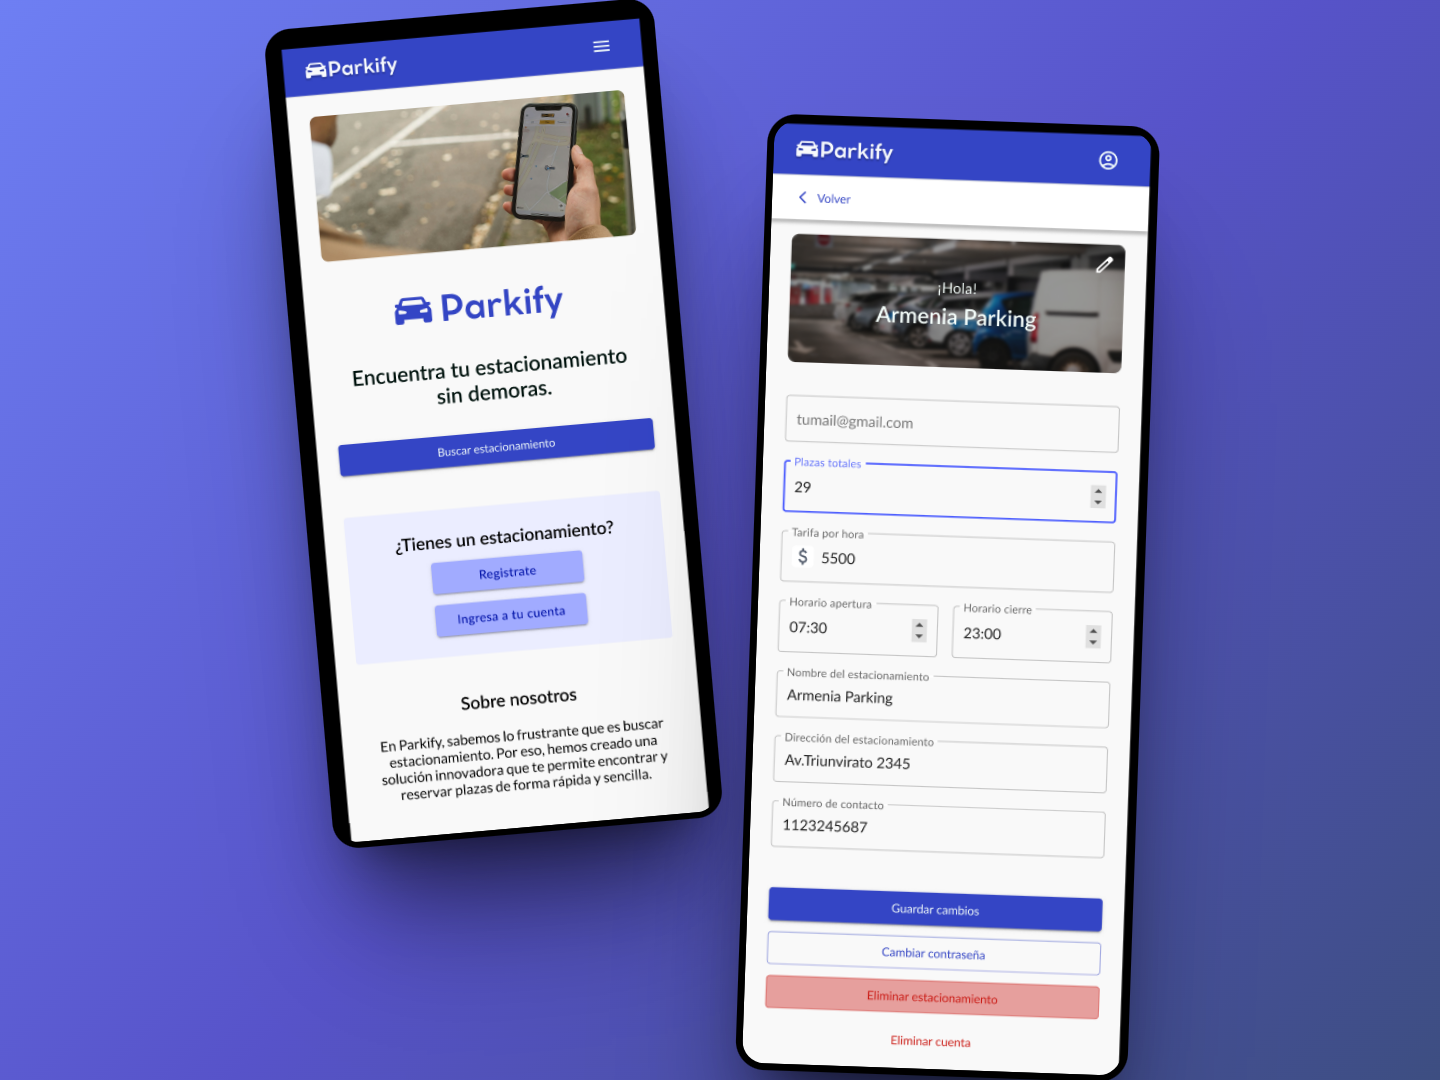 Parkify
Parkify
Encuentra tu estacionamiento
sin demoras.
Buscar estacionamiento
¿Tienes un estacionamiento?
Registrate
Ingresa a tu cuenta
Sobre nosotros
En Parkify, sabemos lo frustrante que es buscar
estacionamiento. Por eso, hemos creado una
solución innovadora que te permite encontrar y
reservar plazas de forma rápida y sencilla.
Parkify
Volver
¡Hola!
Armenia Parking
tumail@gmail.com
Plazas totales
29
Tarifa por hora
$ 5500
Horario apertura
07:30
Horario cierre
23:00
Nombre del estacionamiento
Armenia Parking
Dirección del estacionamiento
Av.Triunvirato 2345
Número de contacto
1123245687
Guardar cambios
Cambiar contraseña
Eliminar estacionamiento
Eliminar cuenta